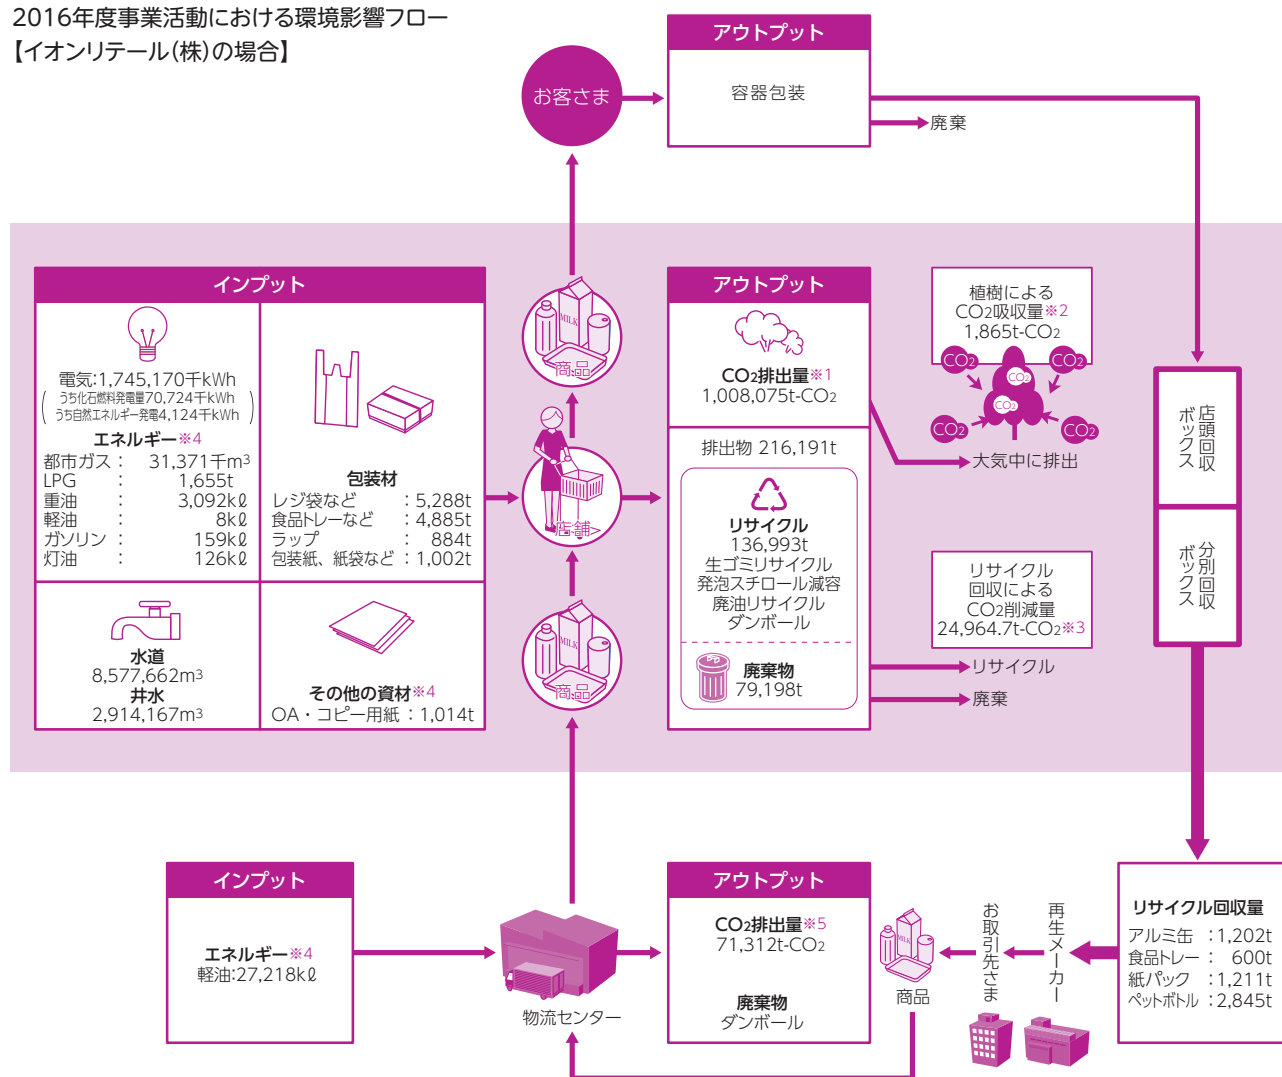 2016年度事業活動における環境影響フロー
【イオンリテール(株)の場合】
アウトプット
容器包装
お客さま
廃棄
インプット
電気:1,745,170千kWh
(うち化石燃料発電量70,724千kWh
うち自然エネルギー発電4,124千kWh)
エネルギー※4
都市ガス： 31,371千m3
LPG ： 1,655t
重油 ： 3,092kℓ
軽油 ： 8kℓ
ガソリン ： 159kℓ
灯油 ： 126kℓ
包装材
レジ袋など ：5,288t
食品トレーなど ：4,885t
ラップ ： 884t
包装紙、紙袋など：1,002t
水道
8,577,662m3
井水
2,914,167m3
その他の資材※4
OA・コピー用紙：1,014t
MILK
商品
店舗
MILK
商品
アウトプット
CO2排出量※1
1,008,075t-CO2
排出物 216,191t
リサイクル
136,993t
生ゴミリサイクル
発泡スチロール減容
廃油リサイクル
ダンボール
廃棄物
79,198t
植樹による
CO2吸収量※2
1,865t-CO2
CO2
CO2
CO2
CO2
CO2
CO2
大気中に排出
リサイクル
回収による
CO2削減量
24,964.7t-CO2※3
リサイクル
廃棄
店頭回収
ボックス
分別回収
ボックス
インプット
エネルギー※4
軽油:27,218kℓ
物流センター
アウトプット
CO2排出量※5
71,312t-CO2
廃棄物
ダンボール
MILK
商品
お取引先さま
再生メーカー
リサイクル回収量
アルミ缶 ：1,202t
食品トレー ： 600t
紙パック ：1,211t
ペットボトル：2,845t